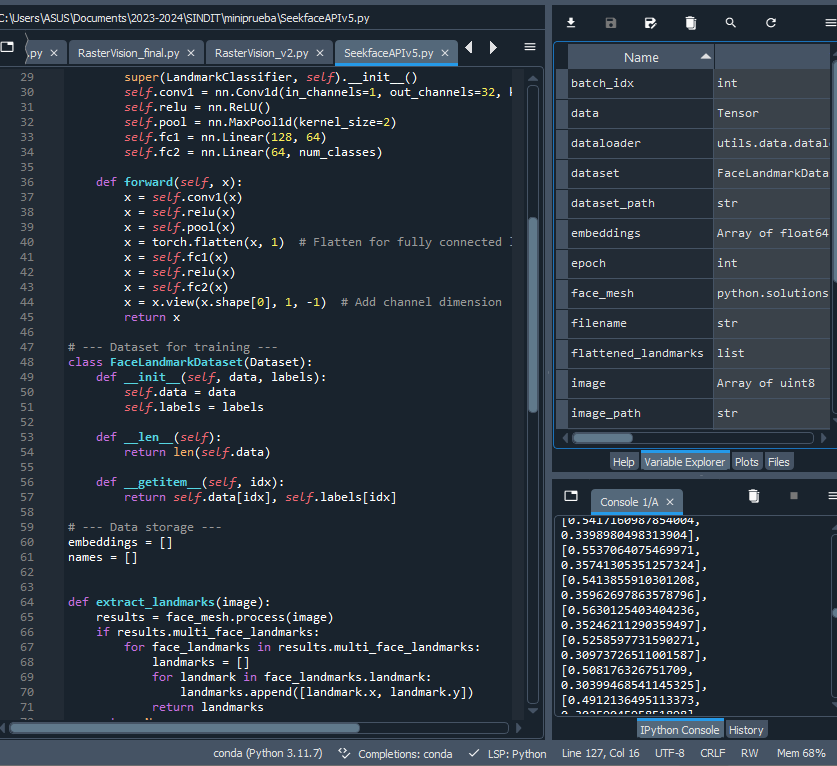 C:\Users\ASUS\Documents\2023-2024\SINDIT\miniprueba\SeekfaceAPIv5.py
.py RasterVision_final.py RasterVision_v2.py SeekfaceAPIv5.py
29 super(LandmarkClassifier, self).__init__()
30 self.conv1 = nn.Conv1d(in_channels=1, out_channels=32,
31 self.relu = nn.ReLU()
32 self.pool = nn.MaxPool1d(kernel_size=2)
33 self.fc1 = nn.Linear(128, 64)
34 self.fc2 = nn.Linear(64, num_classes)
35
36 def forward(self, x):
37 x = self.conv1(x)
38 x = self.relu(x)
39 x = self.pool(x)
40 x = torch.flatten(x, 1) # Flatten for fully connected
41 x = self.fc1(x)
42 x = self.relu(x)
43 x = self.fc2(x)
44 x = x.view(x.shape[0], 1, -1) # Add channel dimension
45 return x
46
47 # --- Dataset for training ---
48 class FaceLandmarkDataset(Dataset):
49 def __init__(self, data, labels):
50 self.data = data
51 self.labels = labels
52
53 def __len__(self):
54 return len(self.data)
55
56 def __getitem__(self, idx):
57 return self.data[idx], self.labels[idx]
58
59 # --- Data storage ---
60 embeddings = []
61 names = []
62
63
64 def extract_landmarks(image):
65 results = face_mesh.process(image)
66 if results.multi_face_landmarks:
67 for face_landmarks in results.multi_face_landmarks:
68 landmarks = []
69 for landmark in face_landmarks.landmark:
70 landmarks.append([landmark.x, landmark.y])
71 return landmarks
Name
batch_idx int
data Tensor
dataloader utils.data.datal
dataset FaceLandmarkData
dataset_path str
embeddings Array of float64
epoch int
face_mesh python.solutions
filename str
flattened_landmarks list
image Array of uint8
image_path str
Help Variable Explorer Plots Files
Console 1/A
[0.5417160987854004,
0.3398980498313904],
[0.5537064075469971,
0.35741305351257324],
[0.5413855910301208,
0.35962697863578796],
[0.5630125403404236,
0.35246211290359497],
[0.5258597731590271,
0.30973726511001587],
[0.508176326751709,
0.30399468541145325],
[0.4912136495113373,
IPython Console History
conda (Python 3.11.7) Completions: conda LSP: Python Line 127, Col 16 UTF-8 CRLF RW Mem 68%